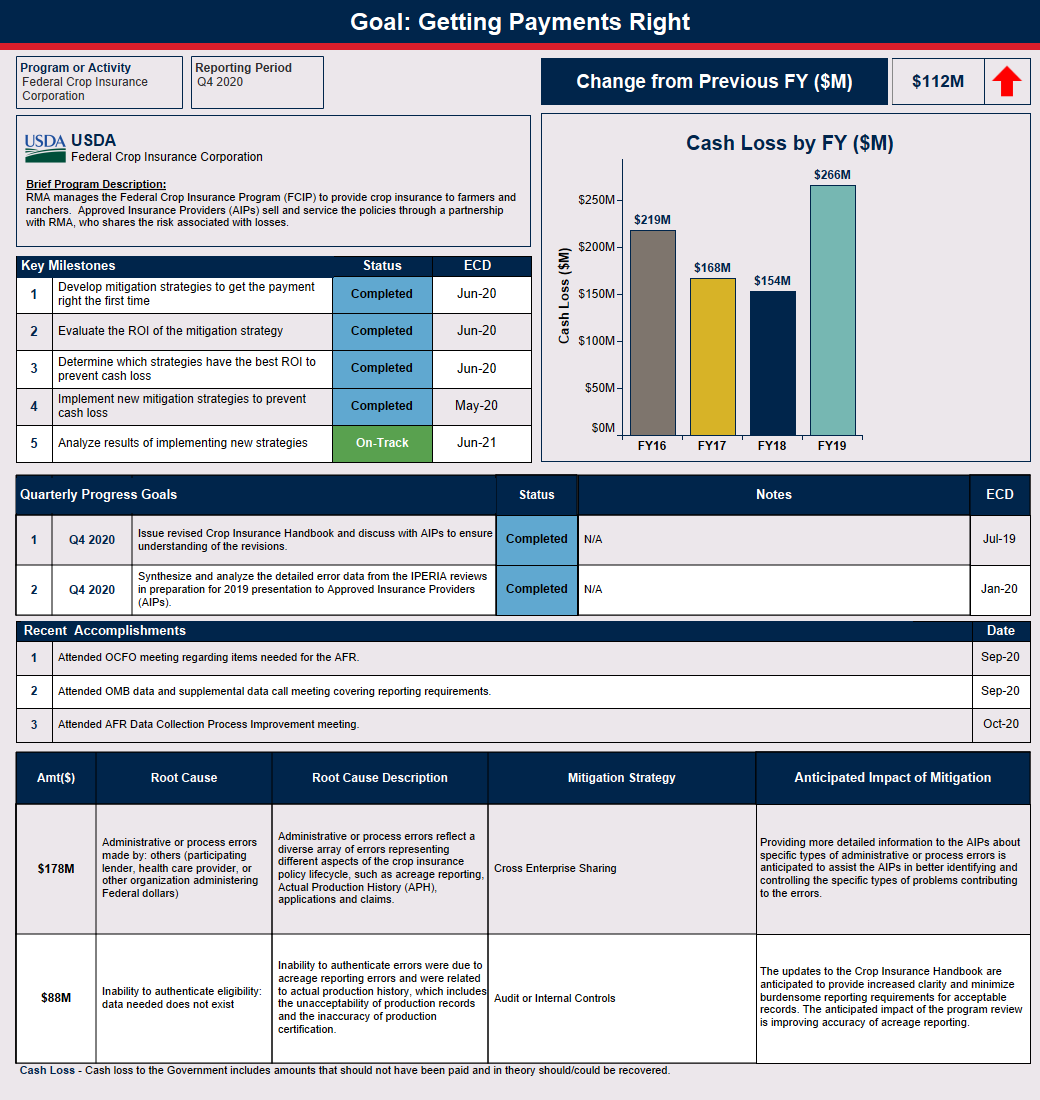 Goal: Getting Payments Right
Program or Activity
Federal Crop Insurance
Corporation
Reporting Period
Q4 2020
Change from Previous FY ($M)
$112M
USDA
USDA
Federal Crop Insurance Corporation
Brief Program Description:
RMA manages the Federal Crop Insurance Program (FCIP) to provide crop insurance to farmers and
ranchers.  Approved Insurance Providers (AIPs) sell and service the policies through a partnership
with RMA, who shares the risk associated with losses.
Cash Loss by FY ($M)
Cash Loss ($M)
$250M
$200M
$150M
$100M
$50M
$0M
$219M
$168M
$154M
$266M
FY16
FY17
FY18
FY19
Key Milestones
Status
ECD
1
Develop mitigation strategies to get the payment
right the first time
Completed
Jun-20
2
Evaluate the ROI of the mitigation strategy
Completed
Jun-20
3
Determine which strategies have the best ROI to
prevent cash loss
Completed
Jun-20
4
Implement new mitigation strategies to prevent
cash loss
Completed
May-20
5
Analyze results of implementing new strategies
On-Track
Jun-21
Quarterly Progress Goals
Status
Notes
ECD
1
Q4 2020
Issue revised Crop Insurance Handbook and discuss with AIPs to ensure
understanding of the revisions.
Completed
N/A
Jul-19
2
Q4 2020
Synthesize and analyze the detailed error data from the IPERIA reviews
in preparation for 2019 presentation to Approved Insurance Providers
(AIPs).
Completed
N/A
Jan-20
Recent  Accomplishments
Date
1
Attended OCFO meeting regarding items needed for the AFR.
Sep-20
2
Attended OMB data and supplemental data call meeting covering reporting requirements.
Sep-20
3
Attended AFR Data Collection Process Improvement meeting.
Oct-20
Amt($)
Root Cause
Root Cause Description
Mitigation Strategy
Anticipated Impact of Mitigation
$178M
Administrative or process errors
made by: others (participating
lender, health care provider, or
other organization administering
Federal dollars)
Administrative or process errors reflect a
diverse array of errors representing
different aspects of the crop insurance
policy lifecycle, such as acreage reporting,
Actual Production History (APH),
applications and claims.
Cross Enterprise Sharing
Providing more detailed information to the AIPs about
specific types of administrative or process errors is
anticipated to assist the AIPs in better identifying and
controlling the specific types of problems contributing
to the errors.
$88M
Inability to authenticate eligibility:
data needed does not exist
Inability to authenticate errors were due to
acreage reporting errors and were related
to actual production history, which includes
the unacceptability of production records
and the inaccuracy of production
certification.
Audit or Internal Controls
The updates to the Crop Insurance Handbook are
anticipated to provide increased clarity and minimize
burdensome reporting requirements for acceptable
records. The anticipated impact of the program review
is improving accuracy of acreage reporting.
Cash Loss - Cash loss to the Government includes amounts that should not have been paid and in theory should/could be recovered.